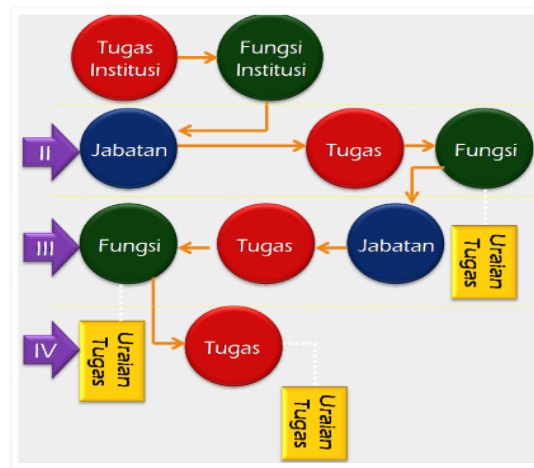 Tugas
Institusi
Fungsi
Institusi
II
Jabatan
Tugas
Fungsi
III
Fungsi
Tugas
Jabatan
Uraian
Tugas
IV
Uraian
Tugas
Tugas
Uraian
Tugas